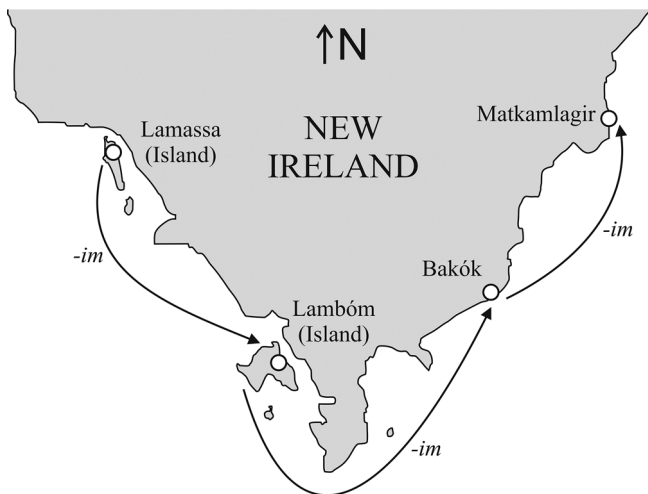 ↑N
Matkamlagir
Lamassa
(Island)
NEW
IRELAND
-im
-im
Bakók
Lambóm
(Island)
-im